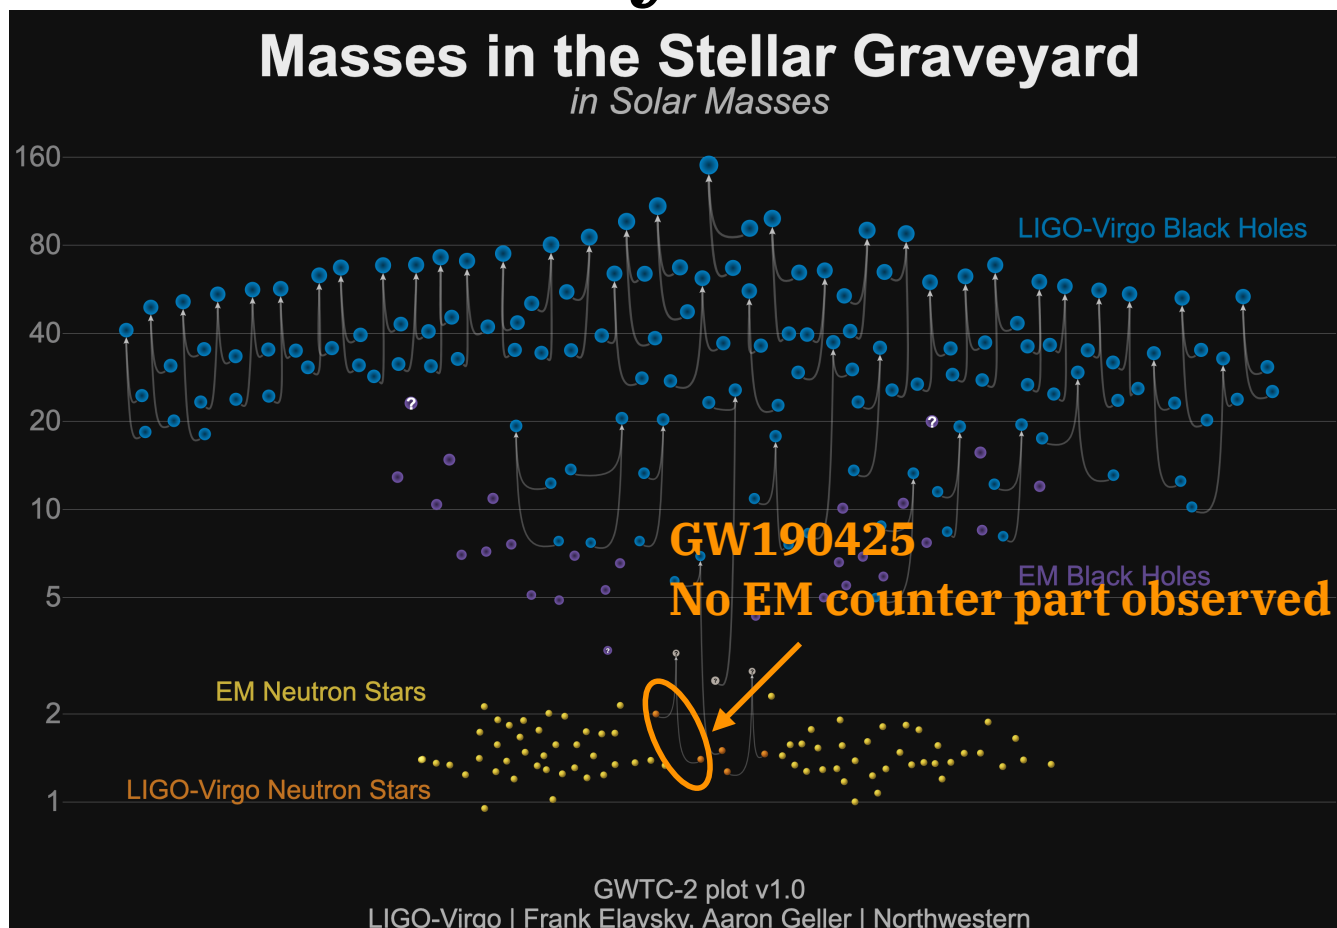 Masses in the Stellar Graveyard
in Solar Masses
160
LIGO-Virgo Black Holes
80
40
?
20
?
10
GW190425
EM Black Holes
5
No EM counter part observed
?
?
?
?
EM Neutron Stars
2
LIGO-Virgo Neutron Stars
1
GWTC-2 plot v1.0
LIGO-Virgo | Frank Elavsky, Aaron Geller | Northwestern